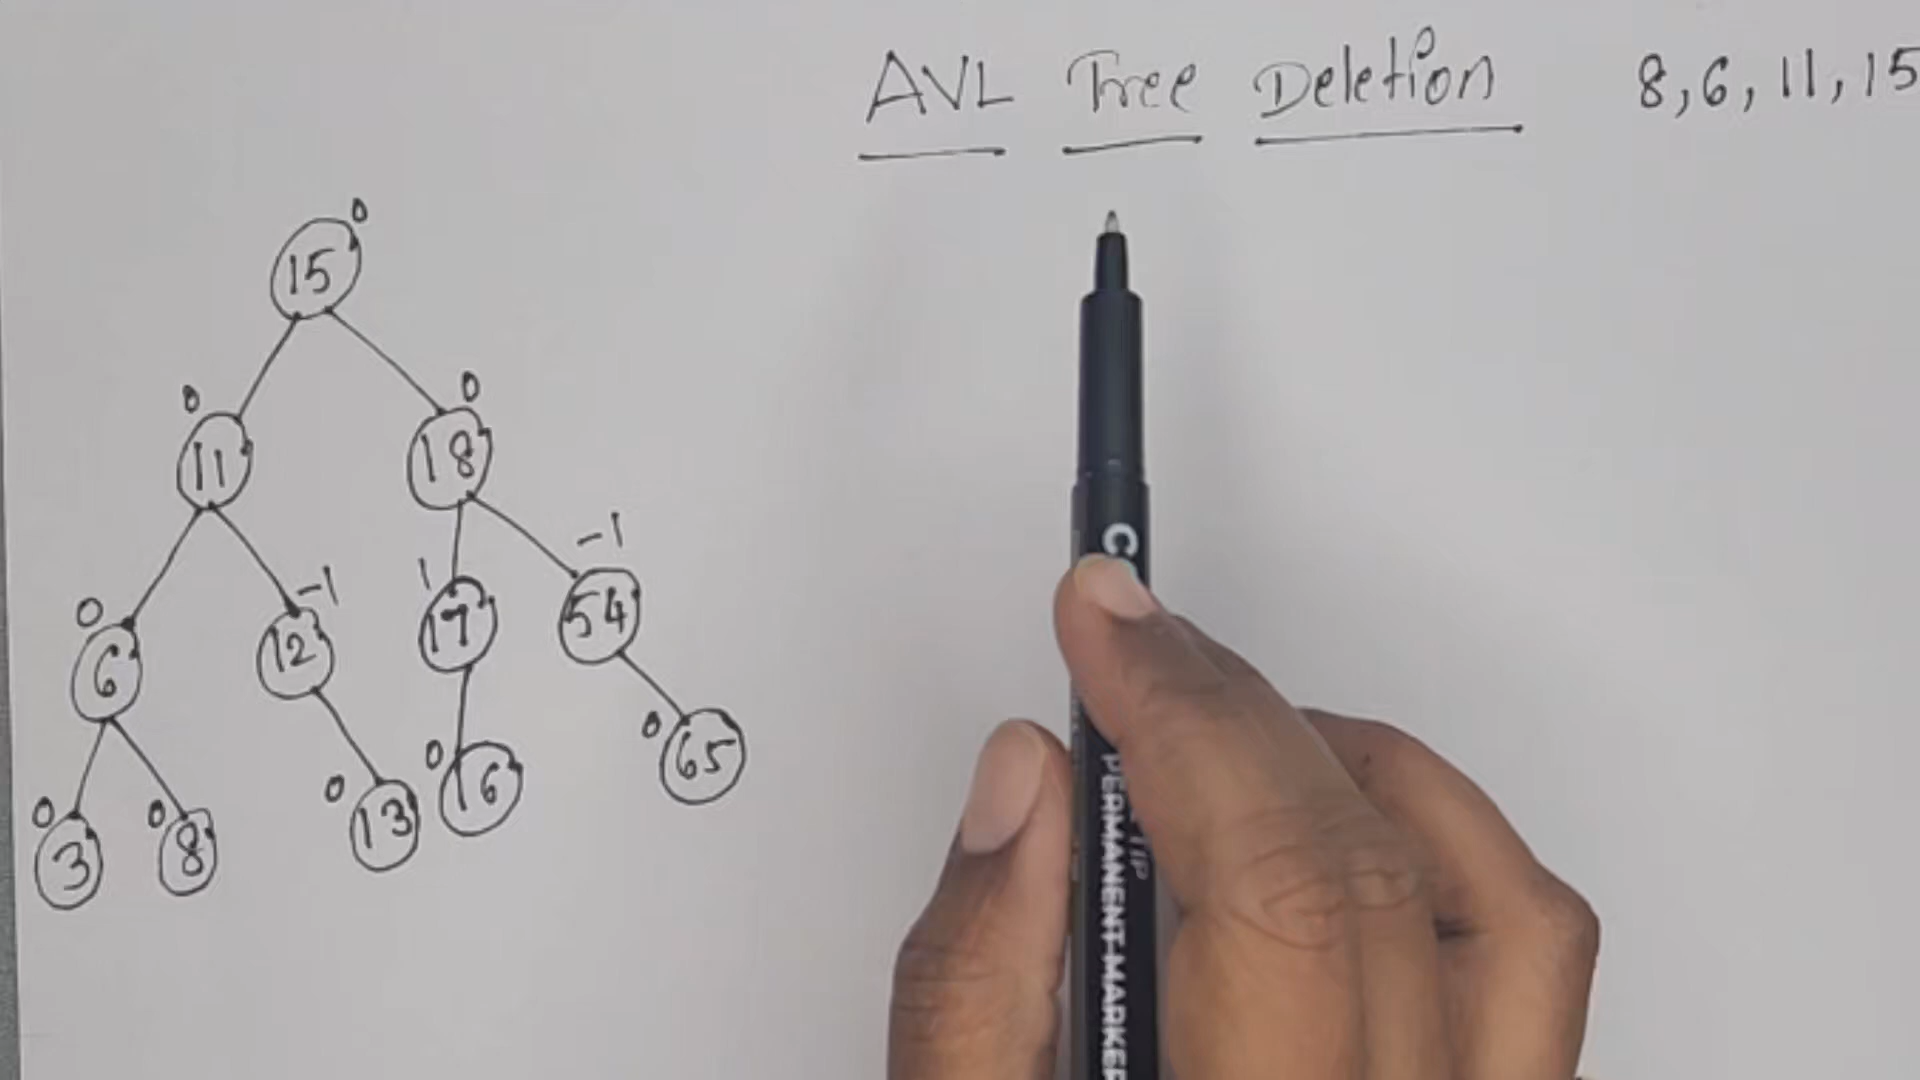 AVL Tree Deletion 8, 6, 11, 15
0
15
0 0
11 18
0 -1 1 -1
6 12 17 54
0 0 0 0 0
3 8 13 16 65
PERMANENT MARKER